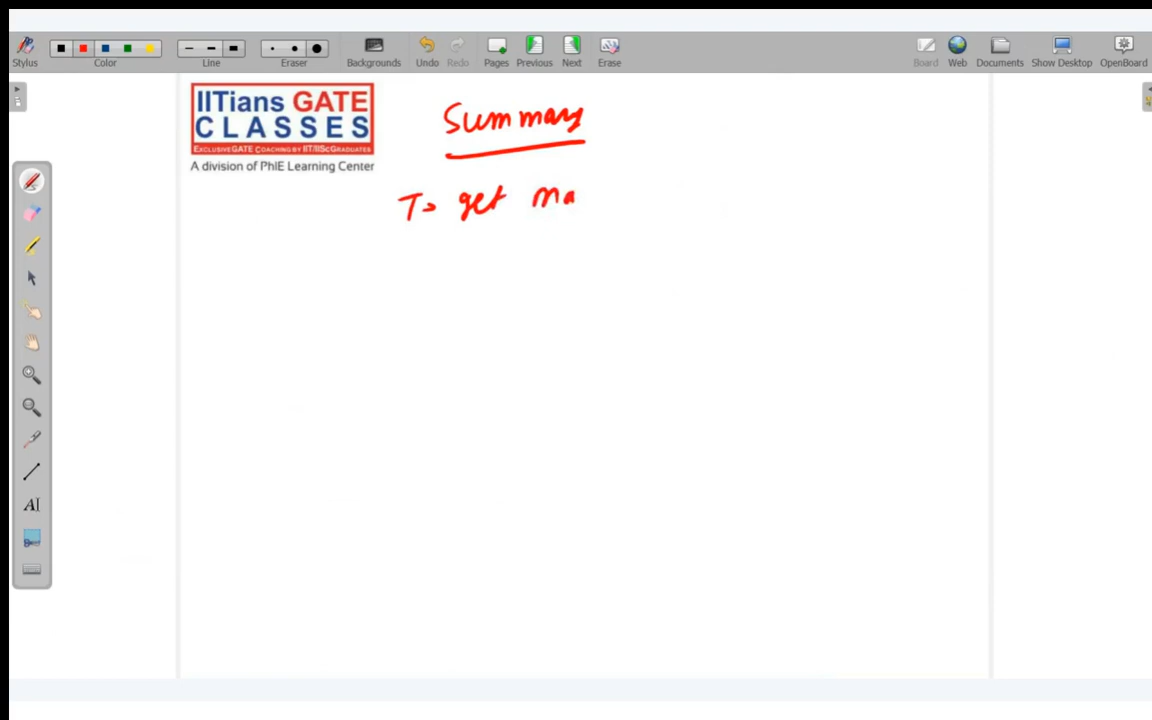 Stylus
Color
Line
Eraser
Backgrounds
Undo
Redo
Pages
Previous
Next
Erase
Board
Web
Documents
Show Desktop
OpenBoard
IITians GATE
CLASSES
EXCLUSIVE GATE COACHING BY IIT/IISc GRADUATES
A division of PhIE Learning Center
Summary
To get ma
AI